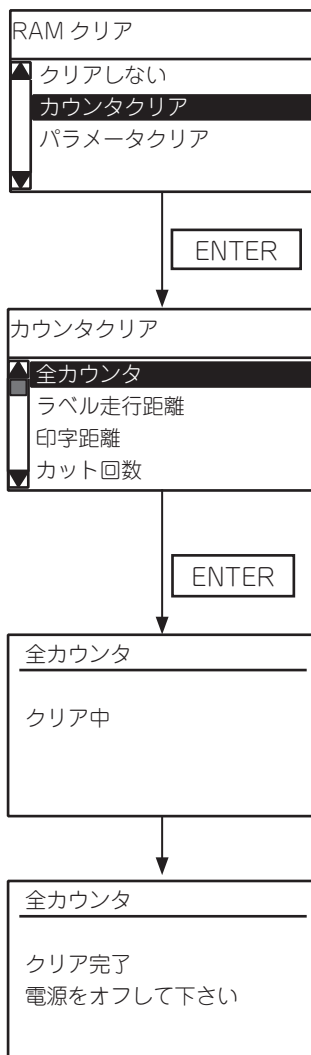 RAM クリア
クリアしない
カウンタクリア
パラメータクリア
ENTER
カウンタクリア
全カウンタ
ラベル走行距離
印字距離
カット回数
ENTER
全カウンタ
クリア中
全カウンタ
クリア完了
電源をオフして下さい